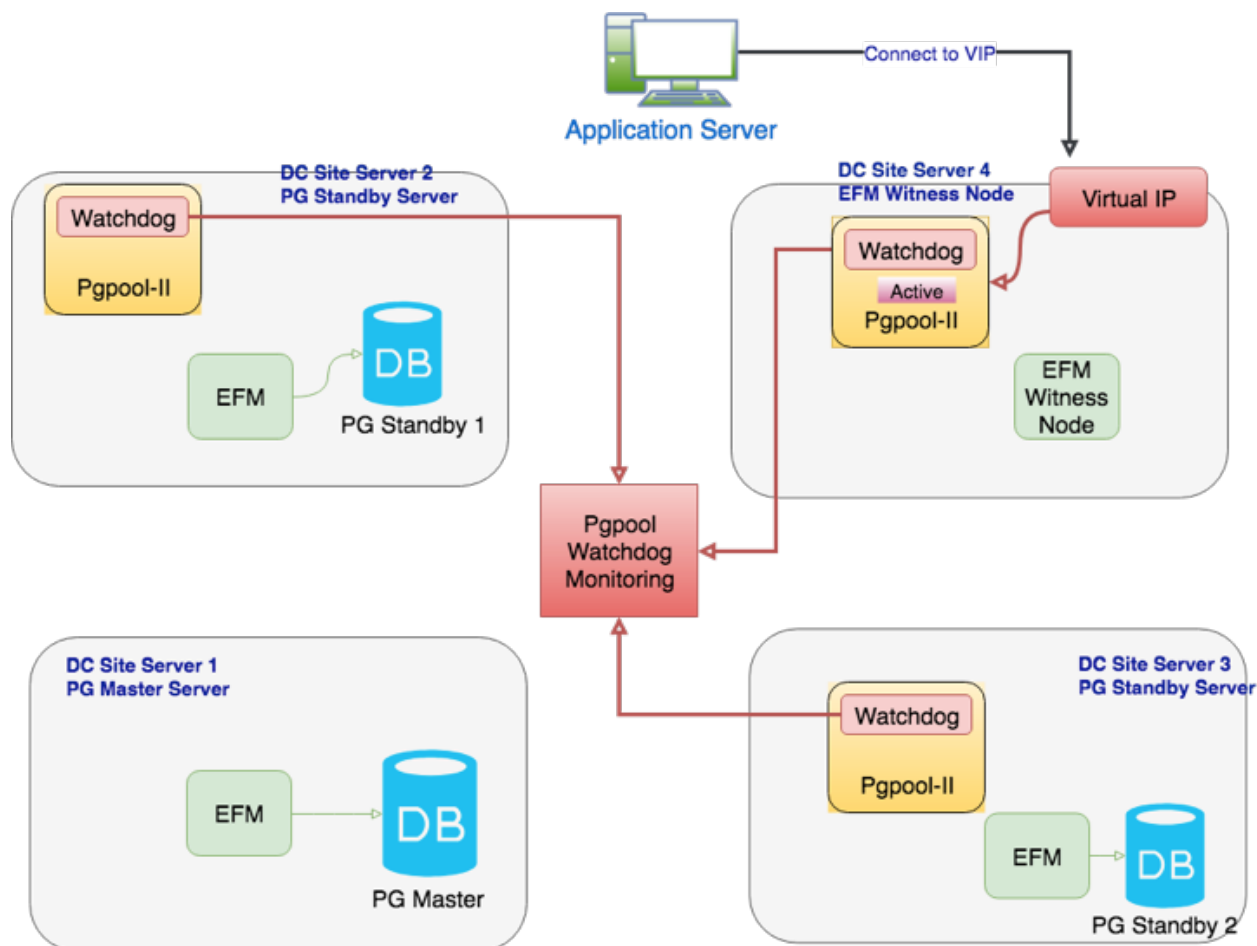 Connect to VIP
Application Server
DC Site Server 2
PG Standby Server
Watchdog
Pgpool-II
EFM
DB
PG Standby 1
DC Site Server 4
EFM Witness Node
Virtual IP
Watchdog
Active
Pgpool-II
EFM
Witness
Node
Pgpool
Watchdog
Monitoring
DC Site Server 1
PG Master Server
EFM
DB
PG Master
DC Site Server 3
PG Standby Server
Watchdog
Pgpool-II
EFM
DB
PG Standby 2